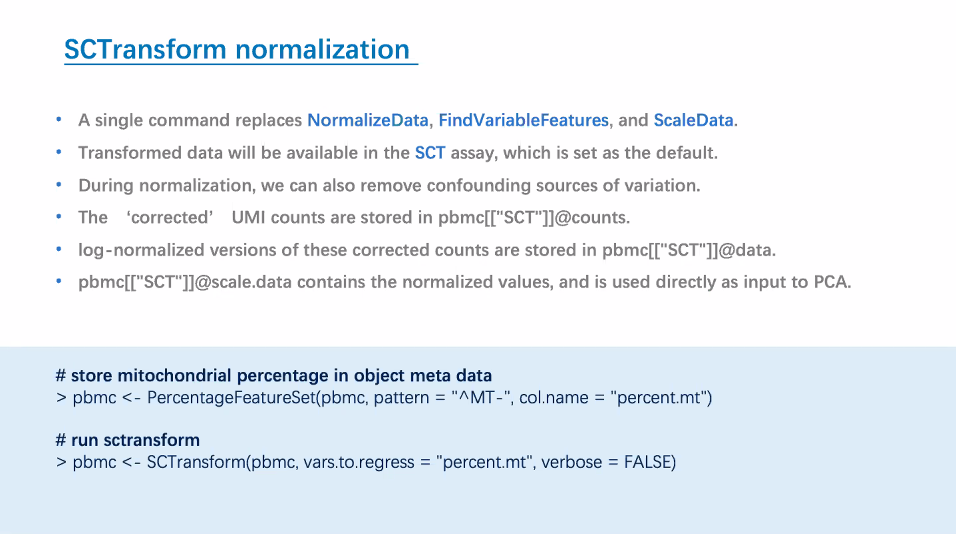 SCTransform normalization
• A single command replaces NormalizeData, FindVariableFeatures, and ScaleData.
• Transformed data will be available in the SCT assay, which is set as the default.
• During normalization, we can also remove confounding sources of variation.
• The ‘corrected’ UMI counts are stored in pbmc[["SCT"]]@counts.
• log-normalized versions of these corrected counts are stored in pbmc[["SCT"]]@data.
• pbmc[["SCT"]]@scale.data contains the normalized values, and is used directly as input to PCA.
# store mitochondrial percentage in object meta data
> pbmc <- PercentageFeatureSet(pbmc, pattern = "^MT-", col.name = "percent.mt")
# run sctransform
> pbmc <- SCTransform(pbmc, vars.to.regress = "percent.mt", verbose = FALSE)